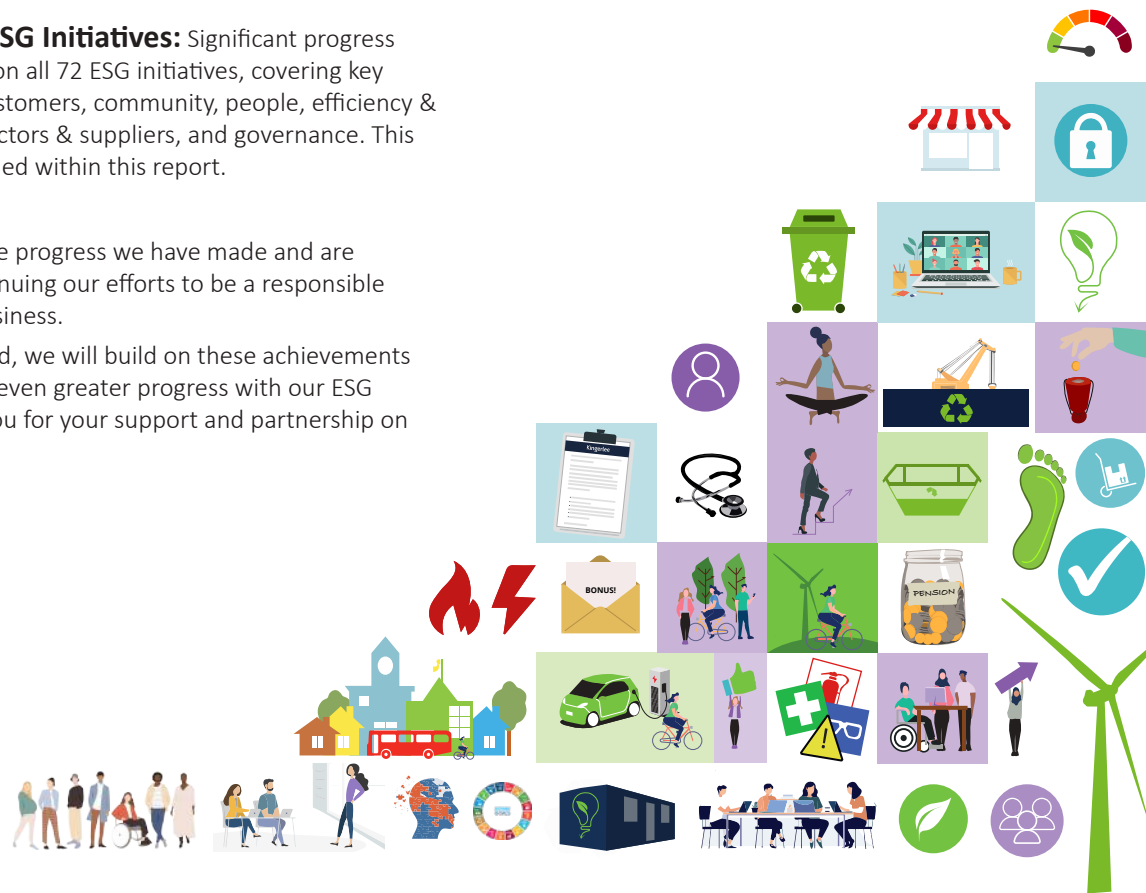 SG Initiatives: Significant progress
on all 72 ESG initiatives, covering key
stomers, community, people, efficiency &
ctors & suppliers, and governance. This
ed within this report.
e progress we have made and are
nuing our efforts to be a responsible
siness.
d, we will build on these achievements
even greater progress with our ESG
ou for your support and partnership on
Kingerlee
BONUS!
PENSION